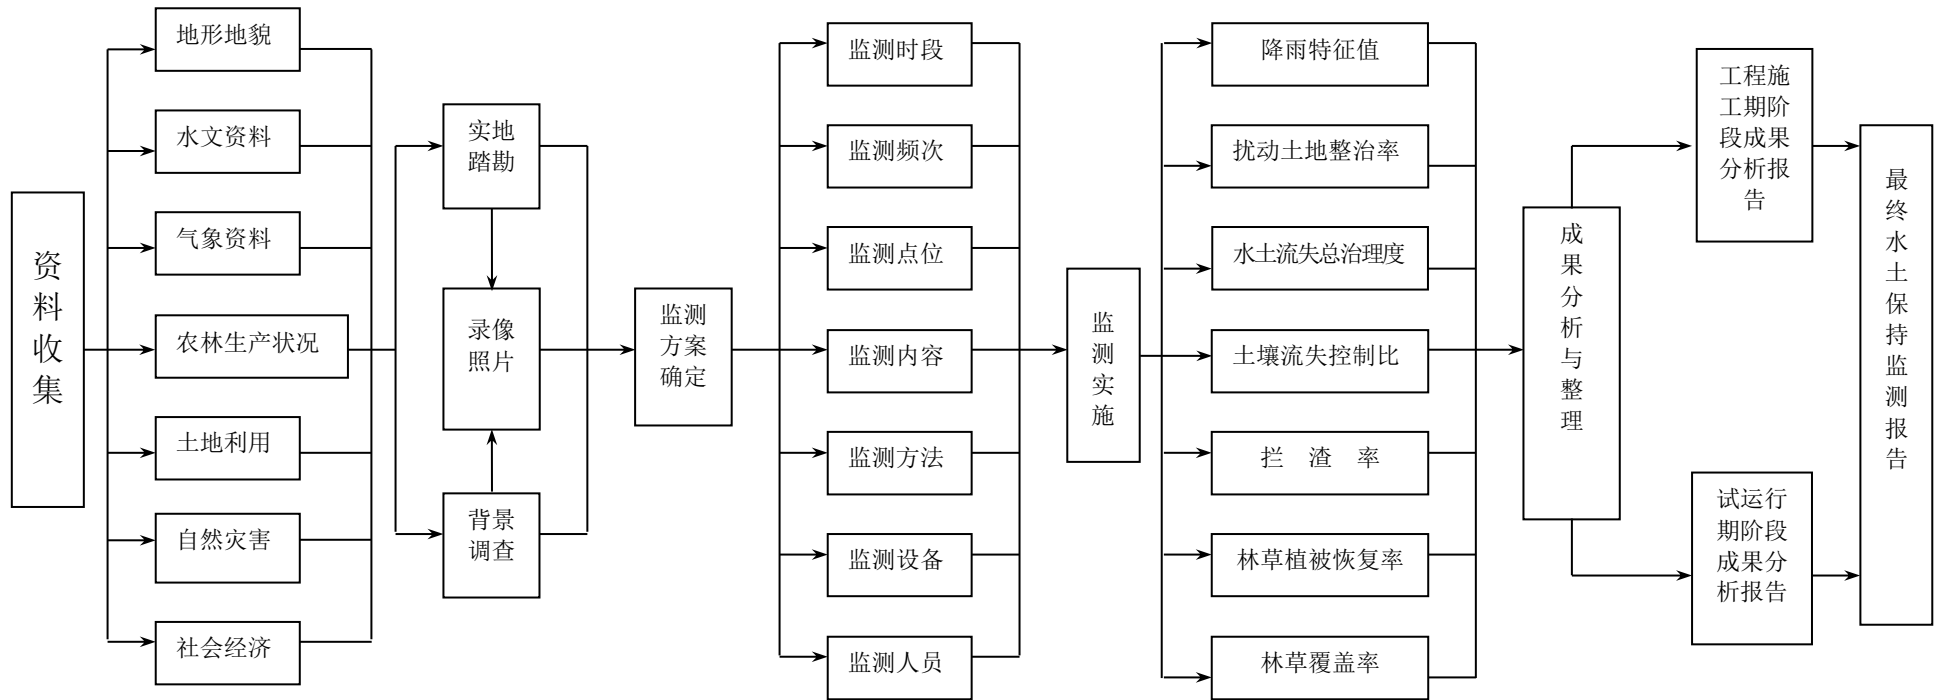 资料收集
地形地貌
水文资料
气象资料
农林生产状况
土地利用
自然灾害
社会经济
实地
踏勘
录像
照片
背景
调查
监测
方案
确定
监测时段
监测频次
监测点位
监测内容
监测方法
监测设备
监测人员
监测实施
降雨特征值
扰动土地整治率
水土流失总治理度
土壤流失控制比
拦 渣 率
林草植被恢复率
林草覆盖率
成果分析与整理
工程施
工期阶
段成果
分析报
告
试运行
期阶段
成果分
析报告
最终水土保持监测报告